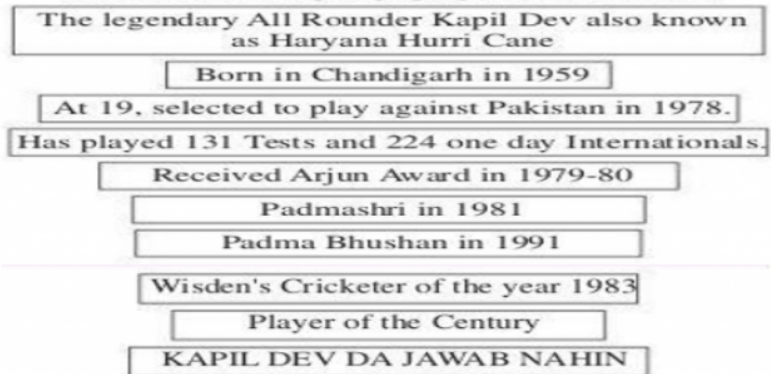 The legendary All Rounder Kapil Dev also known
as Haryana Hurri Cane
Born in Chandigarh in 1959
At 19, selected to play against Pakistan in 1978.
Has played 131 Tests and 224 one day Internationals.
Received Arjun Award in 1979-80
Padmashri in 1981
Padma Bhushan in 1991
Wisden's Cricketer of the year 1983
Player of the Century
KAPIL DEV DA JAWAB NAHIN